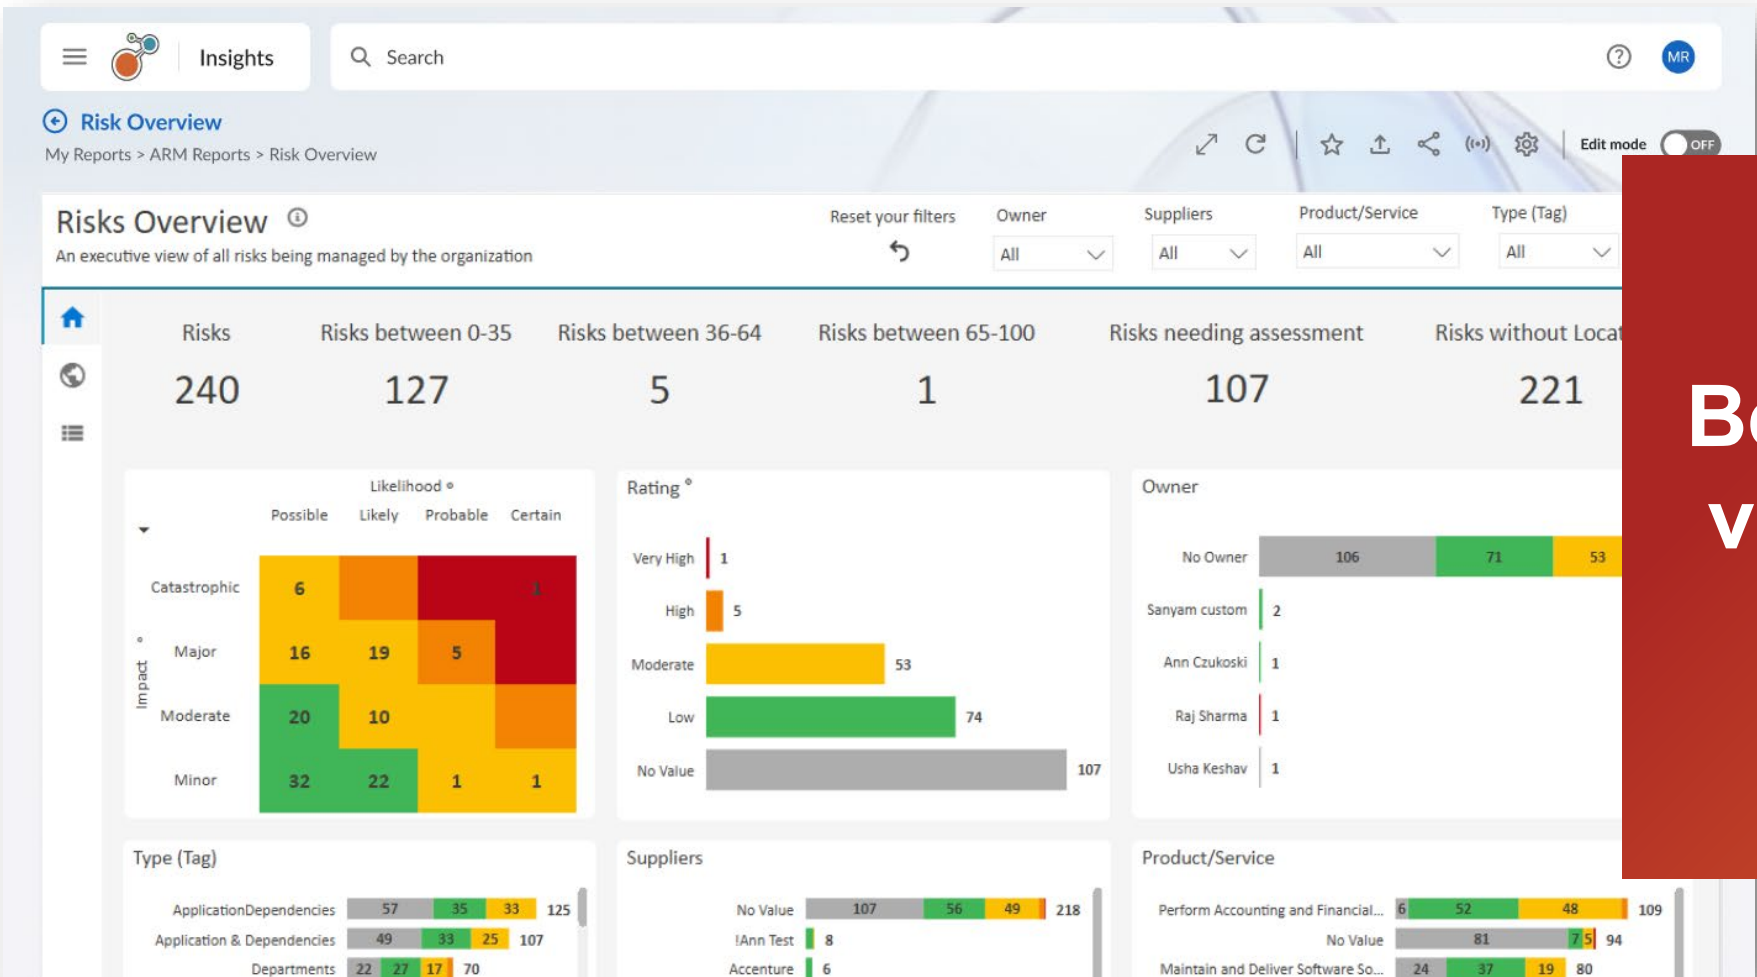 Insights
Search
MR
Risk Overview
My Reports > ARM Reports > Risk Overview
Edit mode OFF
Risks Overview
An executive view of all risks being managed by the organization
Reset your filters
Owner
All
Suppliers
All
Product/Service
All
Type (Tag)
All
Risks
240
Risks between 0-35
127
Risks between 36-64
5
Risks between 65-100
1
Risks needing assessment
107
Risks without Locat
221
Likelihood
Possible Likely Probable Certain
Impact
Catastrophic 6 1
Major 16 19 5
Moderate 20 10
Minor 32 22 1 1
Rating
Very High 1
High 5
Moderate 53
Low 74
No Value 107
Owner
No Owner 106 71 53
Sanyam custom 2
Ann Czukoski 1
Raj Sharma 1
Usha Keshav 1
Type (Tag)
ApplicationDependencies 57 35 33 125
Application & Dependencies 49 33 25 107
Departments 22 27 17 70
Suppliers
No Value 107 56 49 218
!Ann Test 8
Accenture 6
Product/Service
Perform Accounting and Financial... 6 52 48 109
No Value 81 7 5 94
Maintain and Deliver Software So... 24 37 19 80